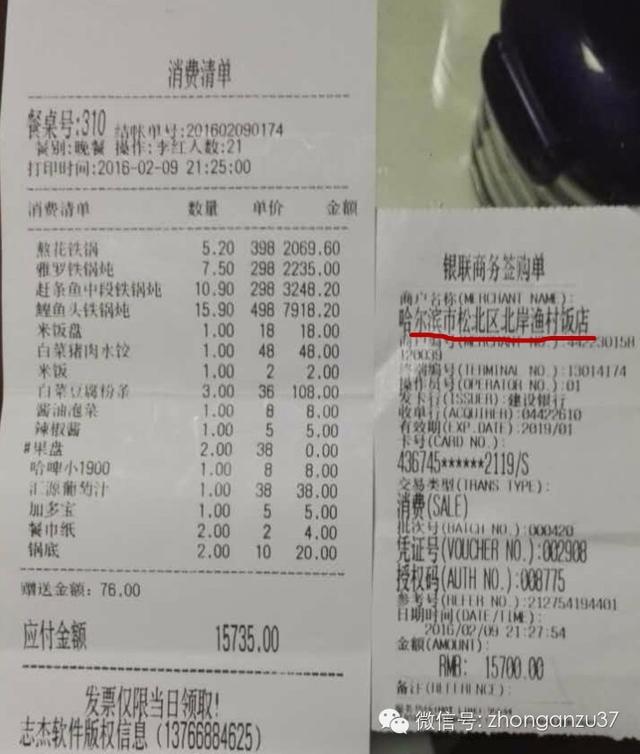 消费清单
餐桌号:310 结帐单号:201602090174
餐别:晚餐 操作:李红人数:21
打印时间:2016-02-09 21:25:00
消费清单 数量 单价 金额
熬花铁锅 5.20 398 2069.60
雅罗铁锅炖 7.50 298 2235.00
赶条鱼中段铁锅炖 10.90 298 3248.20
鳇鱼头铁锅炖 15.90 498 7918.20
米饭盘 1.00 18 18.00
白菜猪肉水饺 1.00 48 48.00
米饭 1.00 2 2.00
白菜豆腐粉条 3.00 36 108.00
酱油泡菜 1.00 8 8.00
辣椒酱 1.00 5 5.00
#果盘 2.00 38 0.00
哈啤小1900 1.00 8 8.00
汇源葡萄汁 1.00 38 38.00
加多宝 1.00 5 5.00
餐巾纸 2.00 2 4.00
锅底 2.00 10 20.00
赠送金额: 76.00
应付金额 15735.00
发票仅限当日领取!
志杰软件版权信息 (13766884625)
银联商务签购单
商户名称(MERCHANT NAME):
哈尔滨市松北区北岸渔村饭店
商户编号(MERCHANT NO.):442230158
120039
终端编号(TERMINAL NO.):13014174
操作员号(OPERATOR NO.):01
发卡行(ISSUER):建设银行
收单行(ACQUIRER):04422610
有效期(EXP.DATE):2019/01
卡号(CARD NO.):
436745******2119/S
交易类型(TRANS TYPE):
消费(SALE)
批次号(BATCH NO.):000420
凭证号(VOUCHER NO.):002908
授权码(AUTH NO.):008775
参考号(REFER NO.):212754194401
日期时间(DATE/TIME):
2016/02/09 21:27:54
金额(AMOUNT):
RMB: 15700.00
备注(REFERENCE):
微信号: zhonganzu37